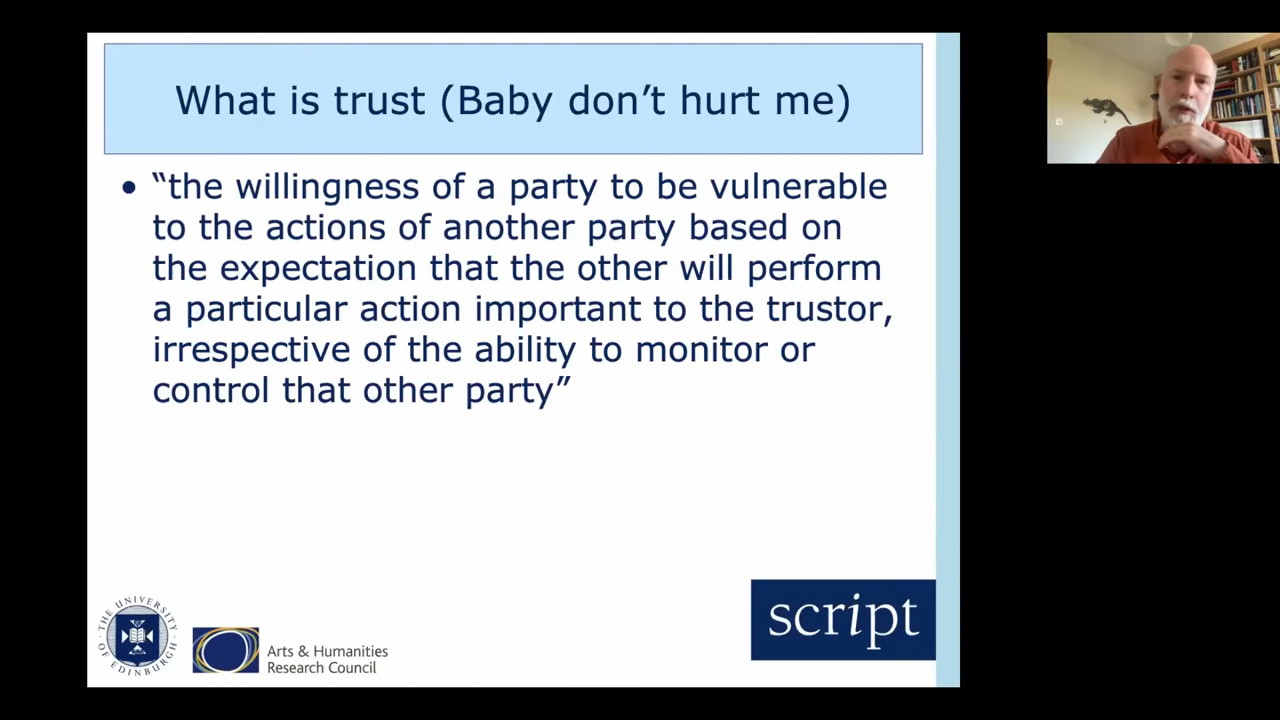 What is trust (Baby don’t hurt me)
• “the willingness of a party to be vulnerable
to the actions of another party based on
the expectation that the other will perform
a particular action important to the trustor,
irrespective of the ability to monitor or
control that other party”
THE UNIVERSITY OF EDINBURGH
Arts & Humanities
Research Council
script